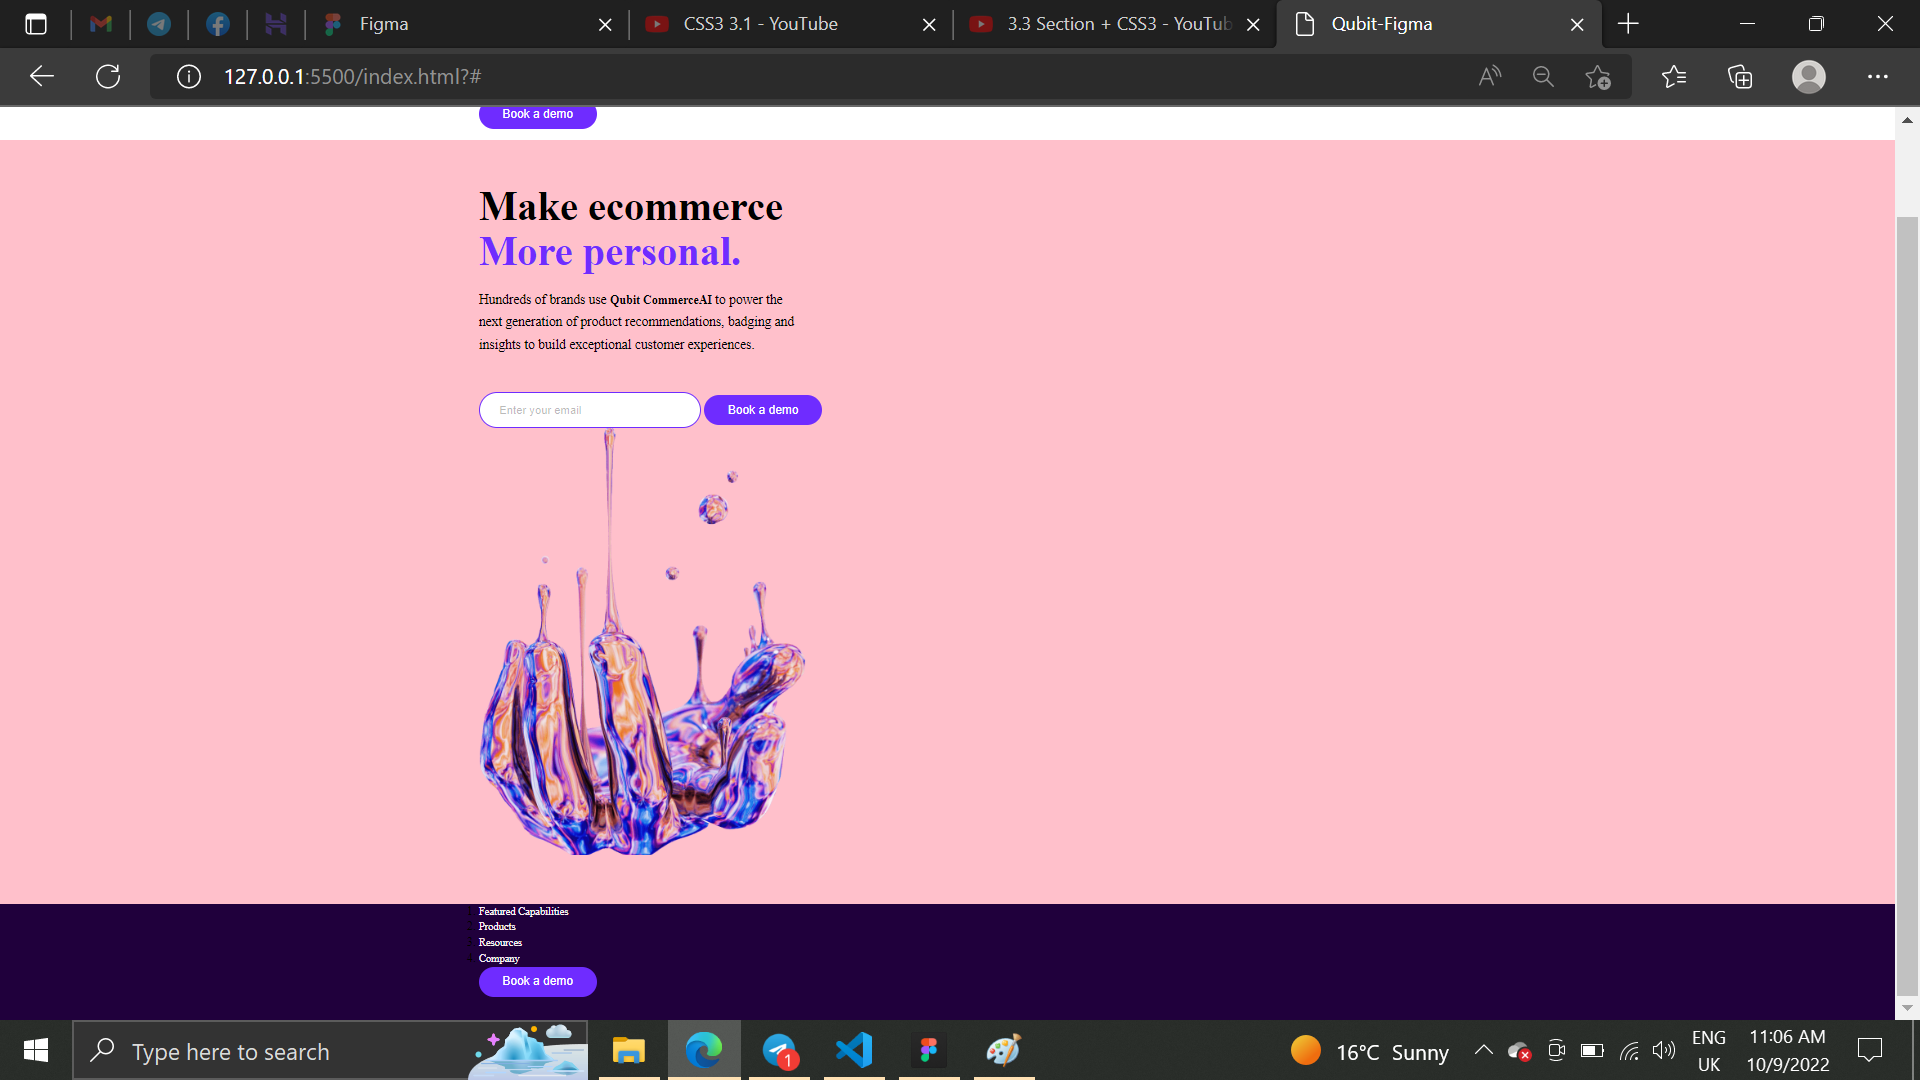 Figma
CSS3 3.1 - YouTube
3.3 Section + CSS3 - YouTub
Qubit-Figma
127.0.0.1:5500/index.html?#
Book a demo
Make ecommerce
More personal.
Hundreds of brands use Qubit CommerceAI to power the
next generation of product recommendations, badging and
insights to build exceptional customer experiences.
Enter your email
Book a demo
Featured Capabilities
Products
Resources
Company
Book a demo
Type here to search
1
16°C Sunny
ENG
UK
11:06 AM
10/9/2022